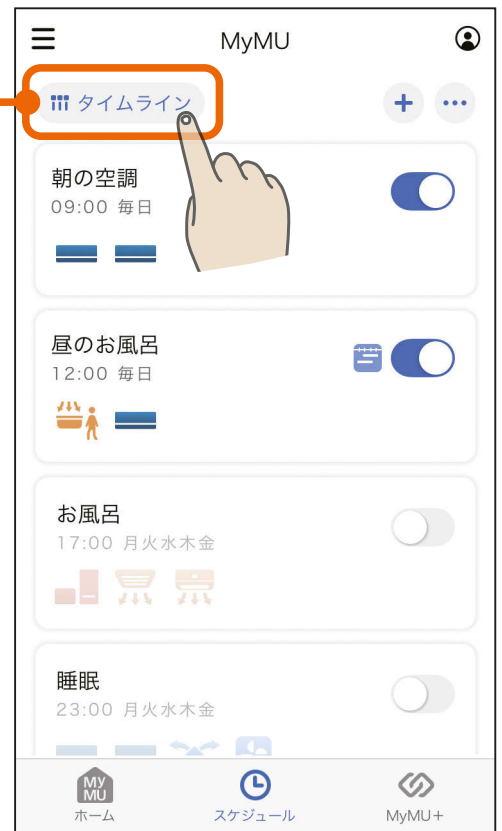 MyMU
タイムライン
朝の空調
09:00 毎日
昼のお風呂
12:00 毎日
お風呂
17:00 月火水木金
睡眠
23:00 月火水木金
MY
MU
ホーム
スケジュール
MyMU+